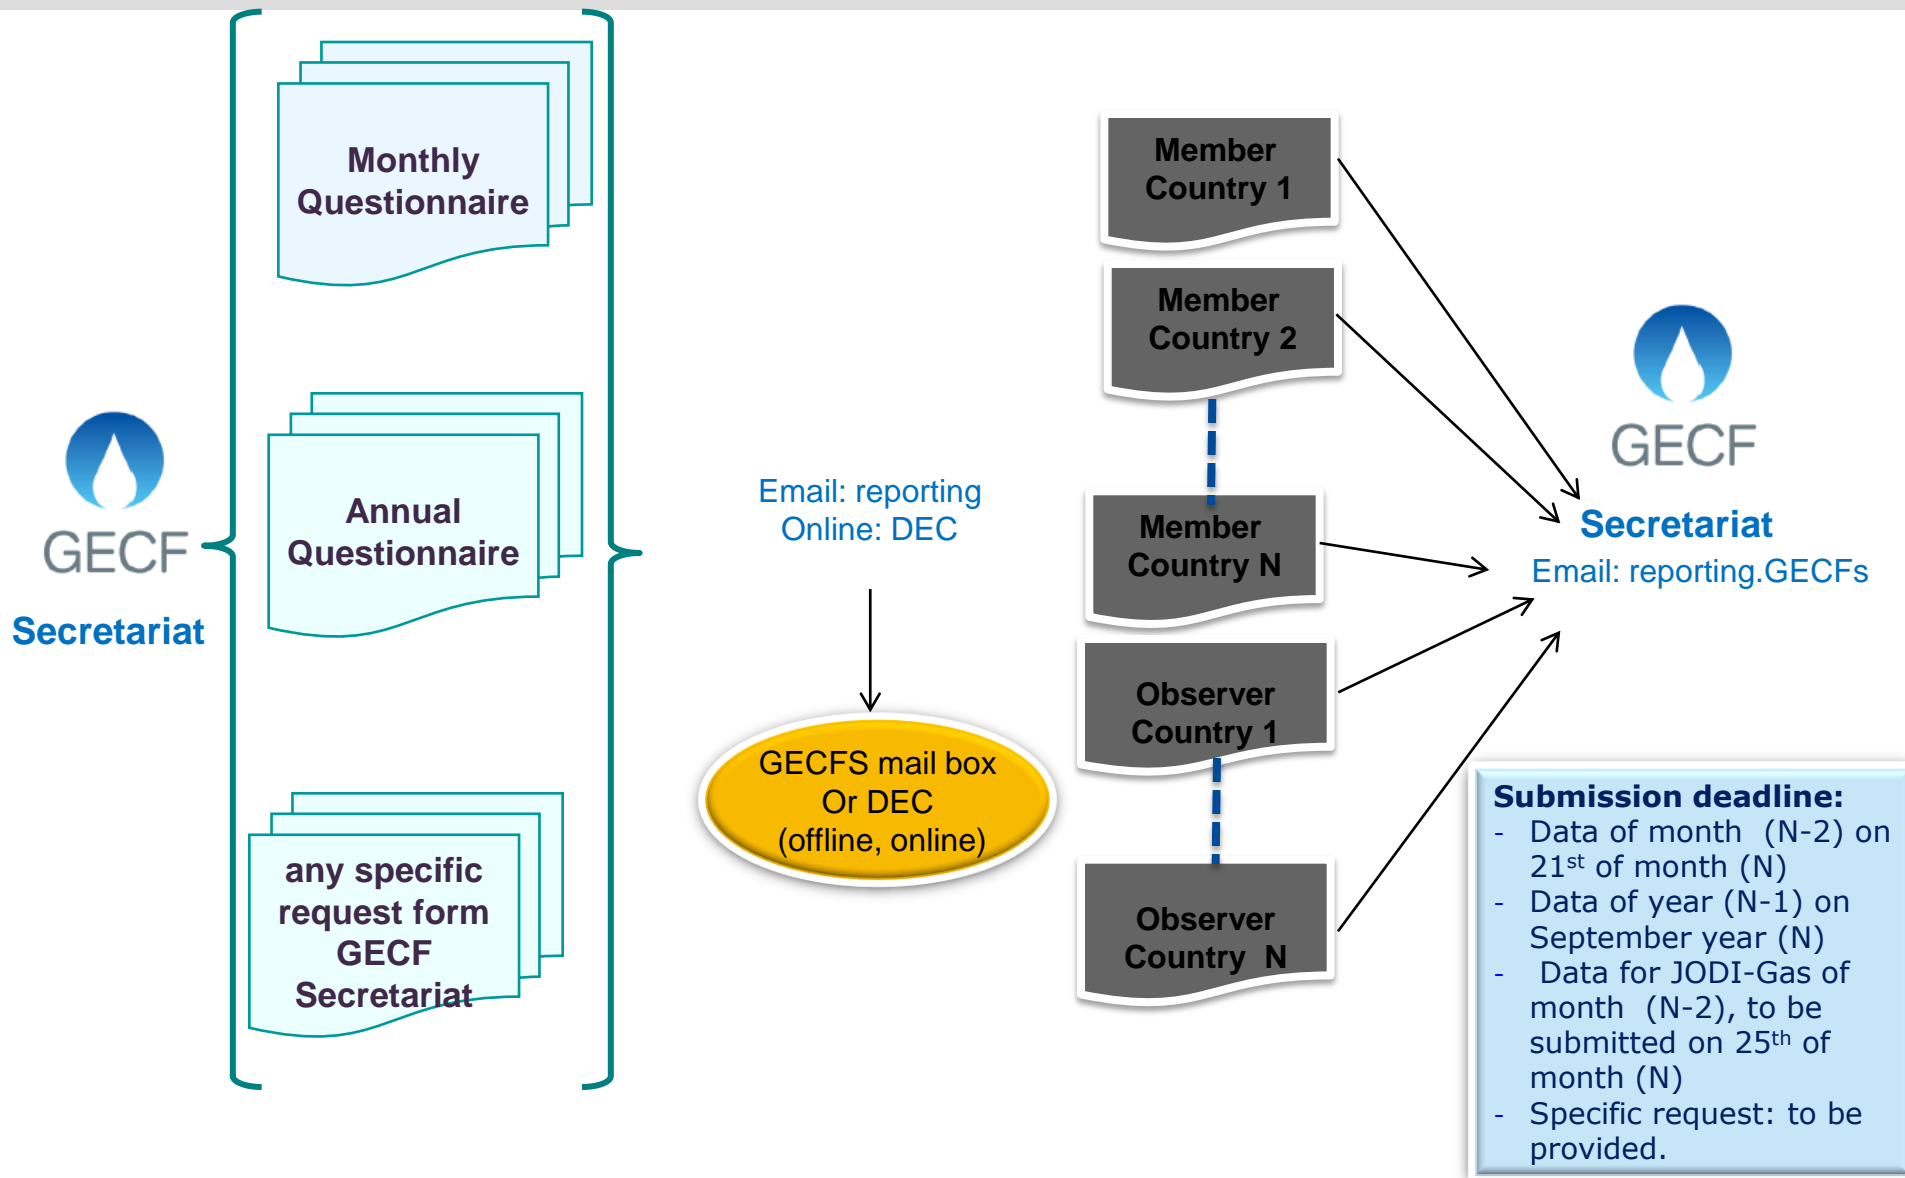 GECF
Secretariat
Monthly
Questionnaire
Annual
Questionnaire
any specific
request form
GECF
Secretariat
Email: reporting
Online: DEC
GECFS mail box
Or DEC
(offline, online)
Member
Country 1
Member
Country 2
Member
Country N
Observer
Country 1
Observer
Country N
GECF
Secretariat
Email: reporting.GECFs
Submission deadline:
- Data of month (N-2) on
21st of month (N)
- Data of year (N-1) on
September year (N)
- Data for JODI-Gas of
month (N-2), to be
submitted on 25th of
month (N)
- Specific request: to be
provided.